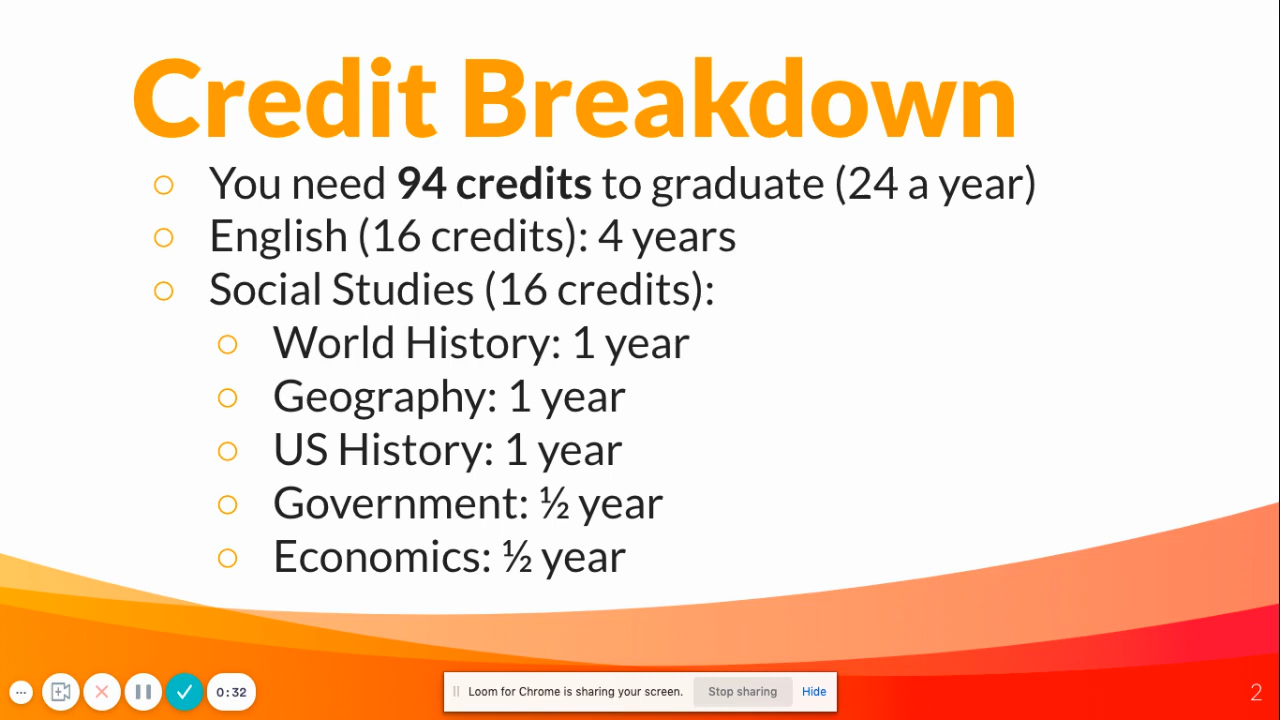 Credit Breakdown
You need 94 credits to graduate (24 a year)
English (16 credits): 4 years
Social Studies (16 credits):
World History: 1 year
Geography: 1 year
US History: 1 year
Government: ½ year
Economics: ½ year
0:32
Loom for Chrome is sharing your screen. Stop sharing Hide
2